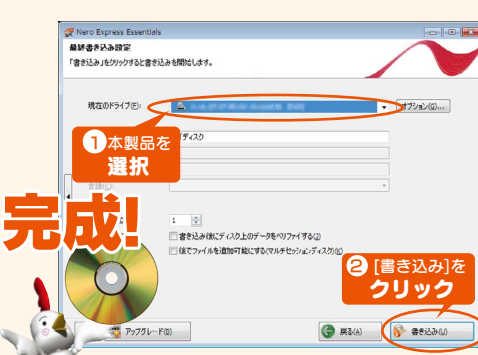 Nero Express Essentials
最終書き込み設定
「書き込み」をクリックすると書き込みを開始します。
現在のドライブ(E):
オプション(G)...
1 本製品を
選択
ディスク
言語(C):
完成!
1
書き込み後にディスク上のデータをベリファイする(J)
後でファイルを追加可能にする(マルチセッションディスク)(K)
2 [書き込み]を
クリック
アップグレード(D)
戻る(A)
書き込み(U)